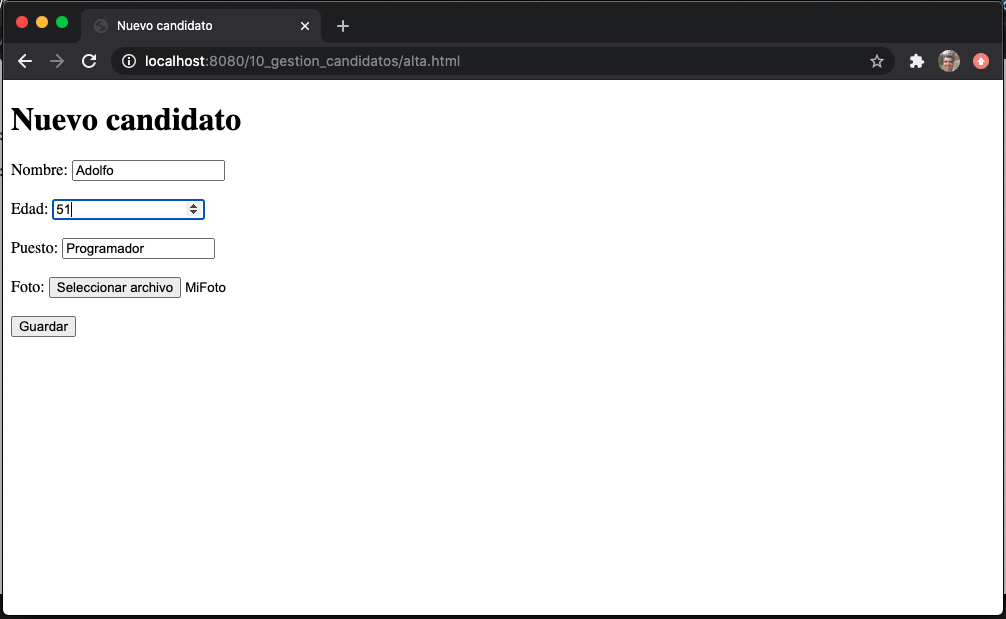 Nuevo candidato
localhost:8080/10_gestion_candidatos/alta.html
Nuevo candidato
Nombre: Adolfo
Edad: 51
Puesto: Programador
Foto: Seleccionar archivo MiFoto
Guardar